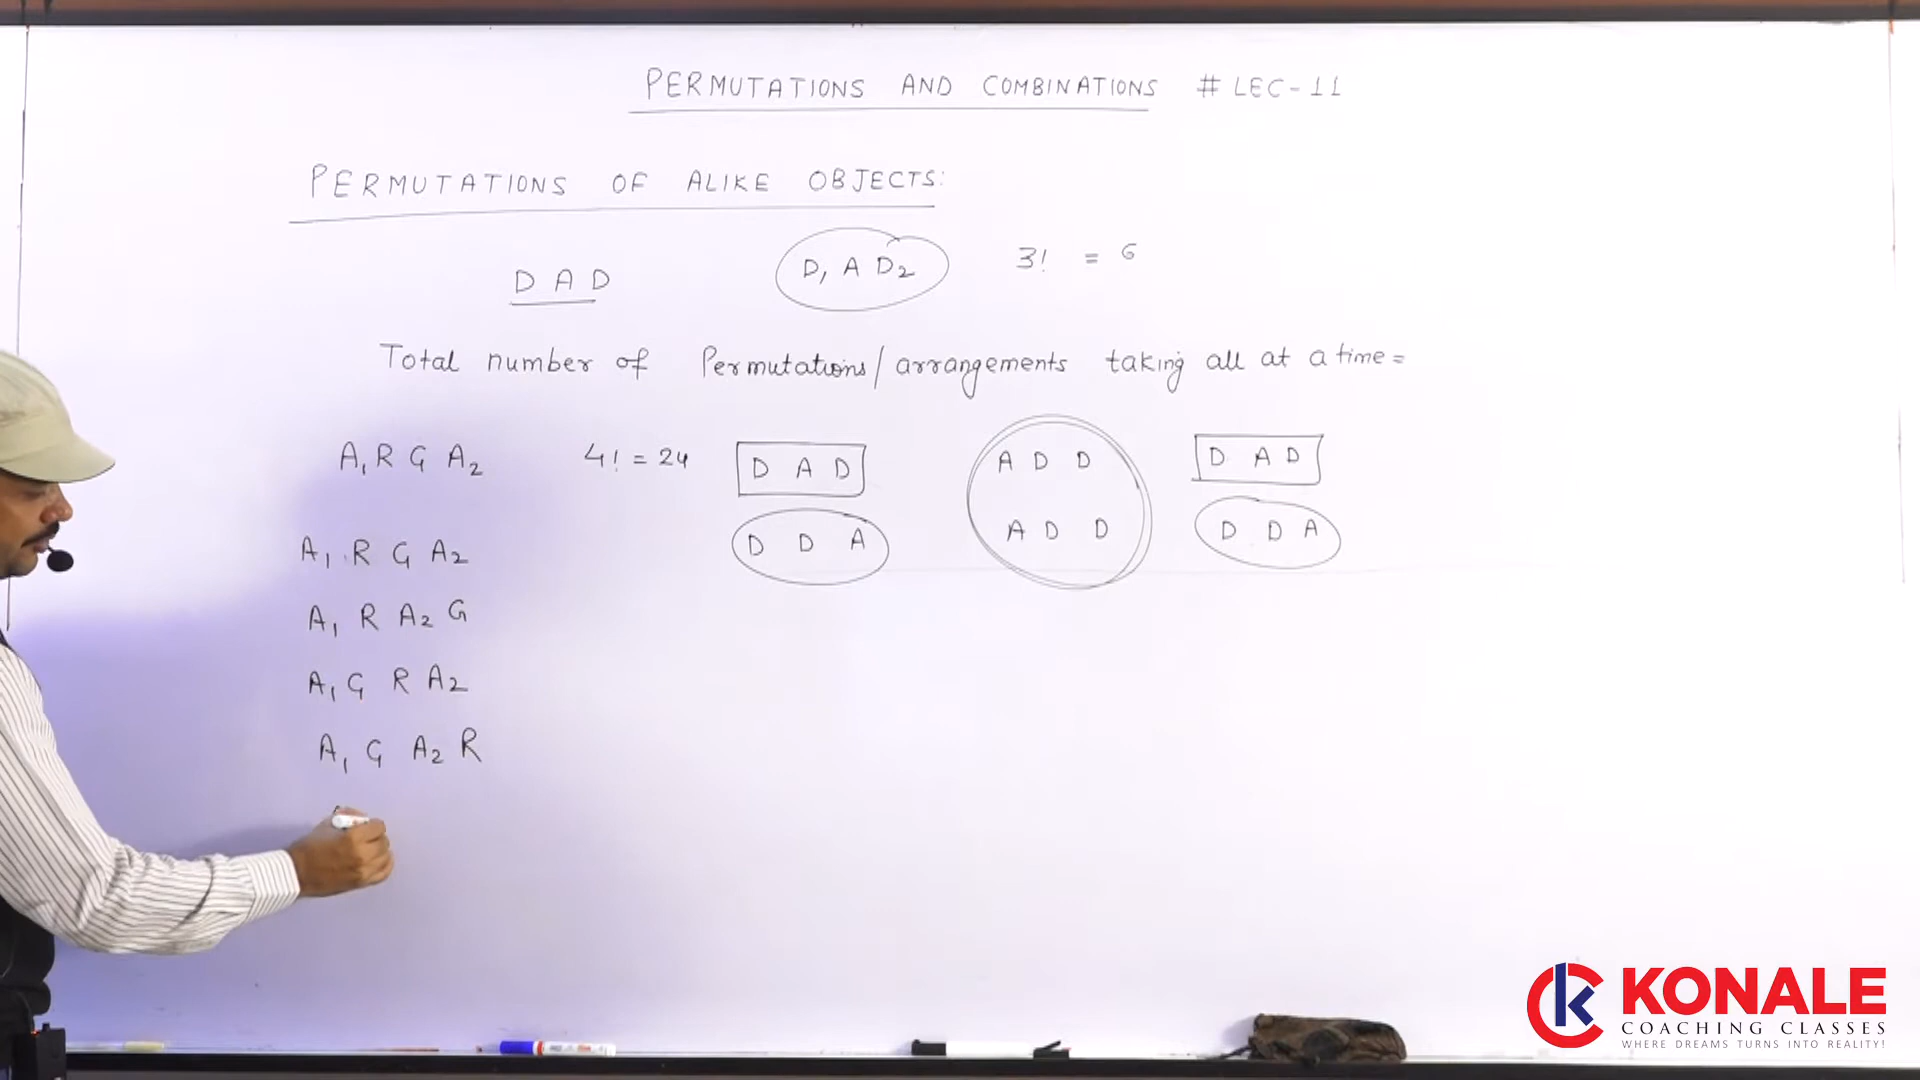 PERMUTATIONS AND COMBINATIONS # LEC-11
PERMUTATIONS OF ALIKE OBJECTS:
D A D D₁ A D₂ 3! = 6
Total number of Permutations/arrangements taking all at a time =
A₁ R G A₂ 4! = 24 D A D A D D D A D
D D A A D D D D A
A₁ R G A₂
A₁ R A₂ G
A₁ G R A₂
A₁ G A₂ R
KONALE
COACHING CLASSES
WHERE DREAMS TURNS INTO REALITY!